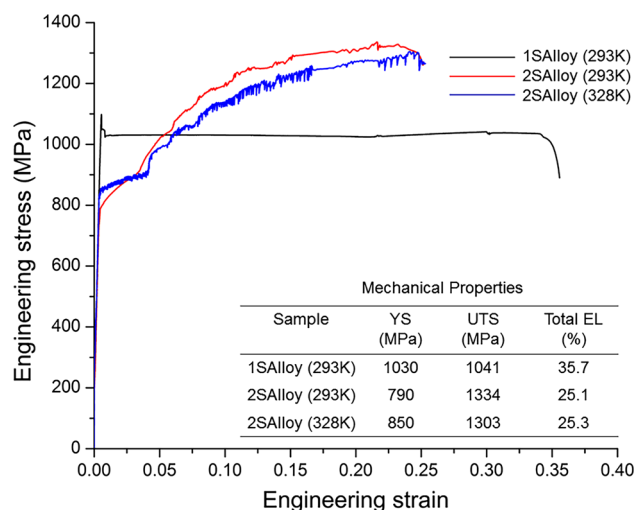 1400
1200
1000
800
600
400
200
0
Engineering stress (MPa)
1SAlloy (293K)
2SAlloy (293K)
2SAlloy (328K)
Mechanical Properties
Sample YS UTS Total EL
(MPa) (MPa) (%)
1SAlloy (293K) 1030 1041 35.7
2SAlloy (293K) 790 1334 25.1
2SAlloy (328K) 850 1303 25.3
0.00 0.05 0.10 0.15 0.20 0.25 0.30 0.35 0.40
Engineering strain